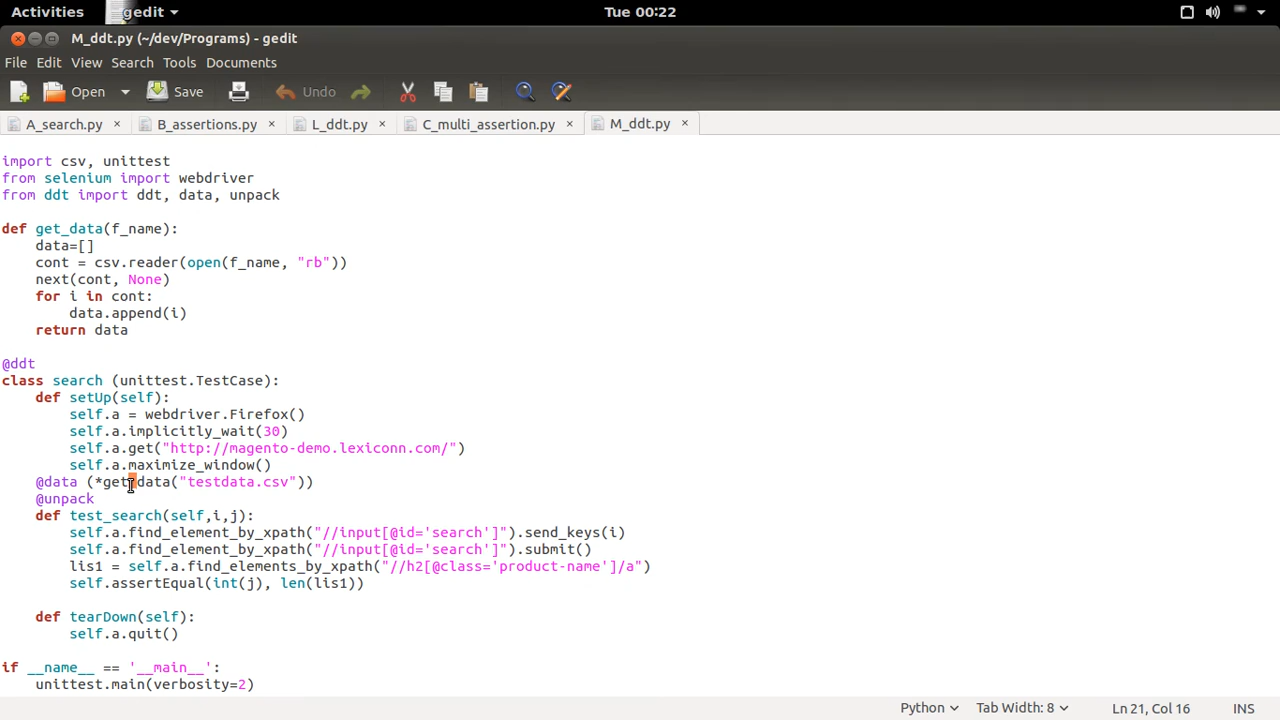 Activities gedit Tue 00:22
M_ddt.py (~/dev/Programs) - gedit
File Edit View Search Tools Documents
Open Save Undo
A_search.py × B_assertions.py × L_ddt.py × C_multi_assertion.py × M_ddt.py ×
import csv, unittest
from selenium import webdriver
from ddt import ddt, data, unpack
def get_data(f_name):
    data=[]
    cont = csv.reader(open(f_name, "rb"))
    next(cont, None)
    for i in cont:
        data.append(i)
    return data
@ddt
class search (unittest.TestCase):
    def setUp(self):
        self.a = webdriver.Firefox()
        self.a.implicitly_wait(30)
        self.a.get("http://magento-demo.lexiconn.com/")
        self.a.maximize_window()
    @data (*get_data("testdata.csv"))
    @unpack
    def test_search(self,i,j):
        self.a.find_element_by_xpath("//input[@id='search']").send_keys(i)
        self.a.find_element_by_xpath("//input[@id='search']").submit()
        lis1 = self.a.find_elements_by_xpath("//h2[@class='product-name']/a")
        self.assertEqual(int(j), len(lis1))
    def tearDown(self):
        self.a.quit()
if __name__ == '__main__':
    unittest.main(verbosity=2)
Python Tab Width: 8 Ln 21, Col 16 INS